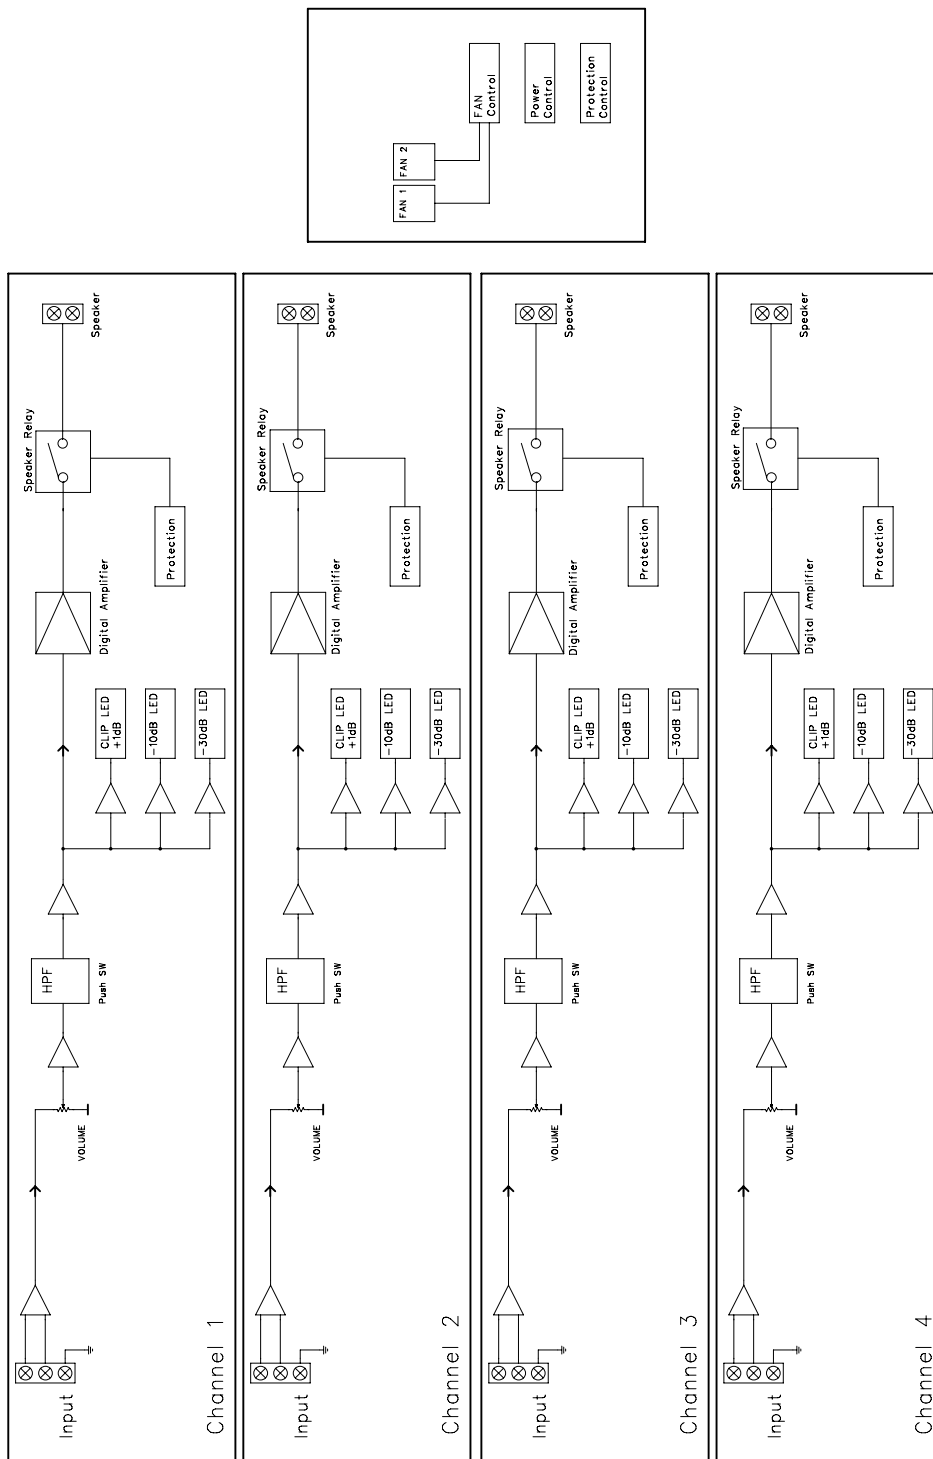 FAN 1
FAN 2
FAN
Control
Power
Control
Protection
Control
Channel 1
Input
VOLUME
HPF
Push SW
CLIP LED
+1dB
-10dB LED
-30dB LED
Digital Amplifier
Protection
Speaker Relay
Speaker
Channel 2
Input
VOLUME
HPF
Push SW
CLIP LED
+1dB
-10dB LED
-30dB LED
Digital Amplifier
Protection
Speaker Relay
Speaker
Channel 3
Input
VOLUME
HPF
Push SW
CLIP LED
+1dB
-10dB LED
-30dB LED
Digital Amplifier
Protection
Speaker Relay
Speaker
Channel 4
Input
VOLUME
HPF
Push SW
CLIP LED
+1dB
-10dB LED
-30dB LED
Digital Amplifier
Protection
Speaker Relay
Speaker